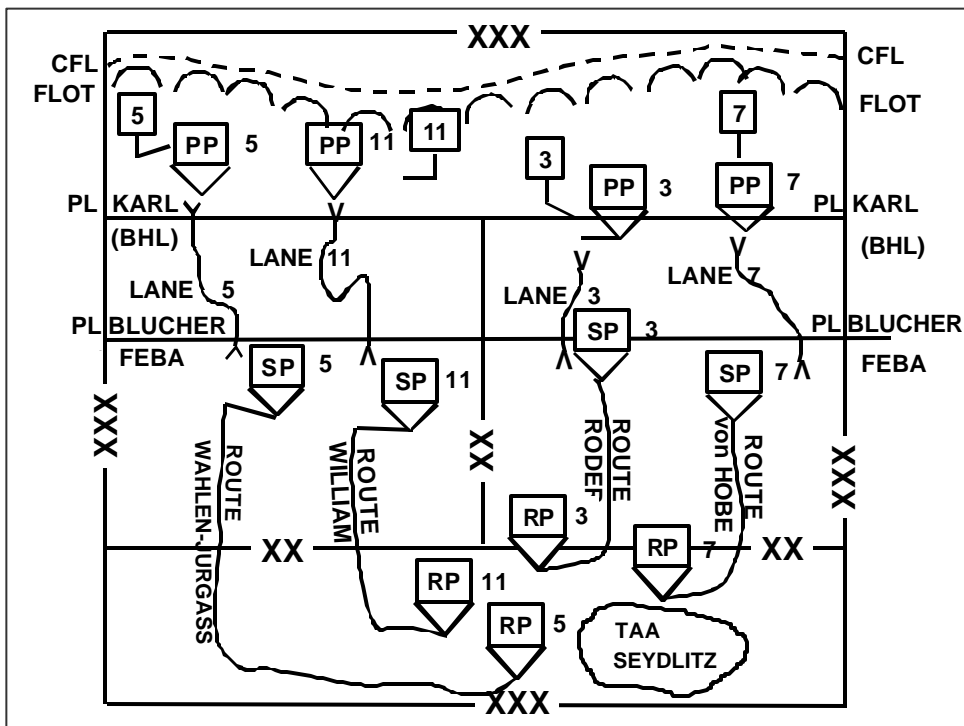 XXX
CFL
CFL
FLOT
FLOT
5
PP 5
PP 11
11
3
PP 3
7
PP 7
PL KARL
PL KARL
(BHL)
(BHL)
LANE 5
LANE 11
LANE 3
LANE 7
PL BLUCHER
PL BLUCHER
FEBA
FEBA
SP 5
SP 11
SP 3
SP 7
XXX
XX
XXX
ROUTE
WAHLEN-JURGASS
ROUTE
WILLIAM
ROUTE
RODEF
ROUTE
von HOBE
XX
XX
RP 3
RP 7
RP 11
RP 5
TAA
SEYDLITZ
XXX